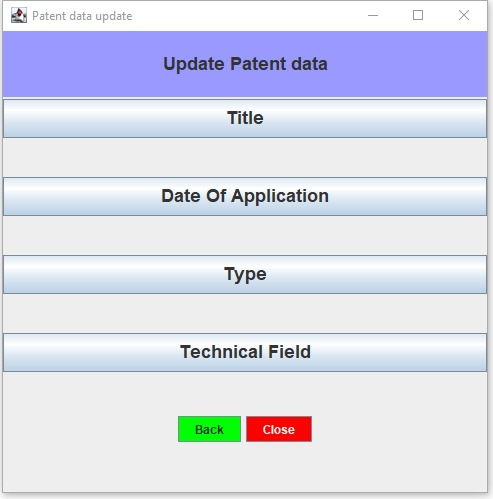 Patent data update
Update Patent data
Title
Date Of Application
Type
Technical Field
Back Close